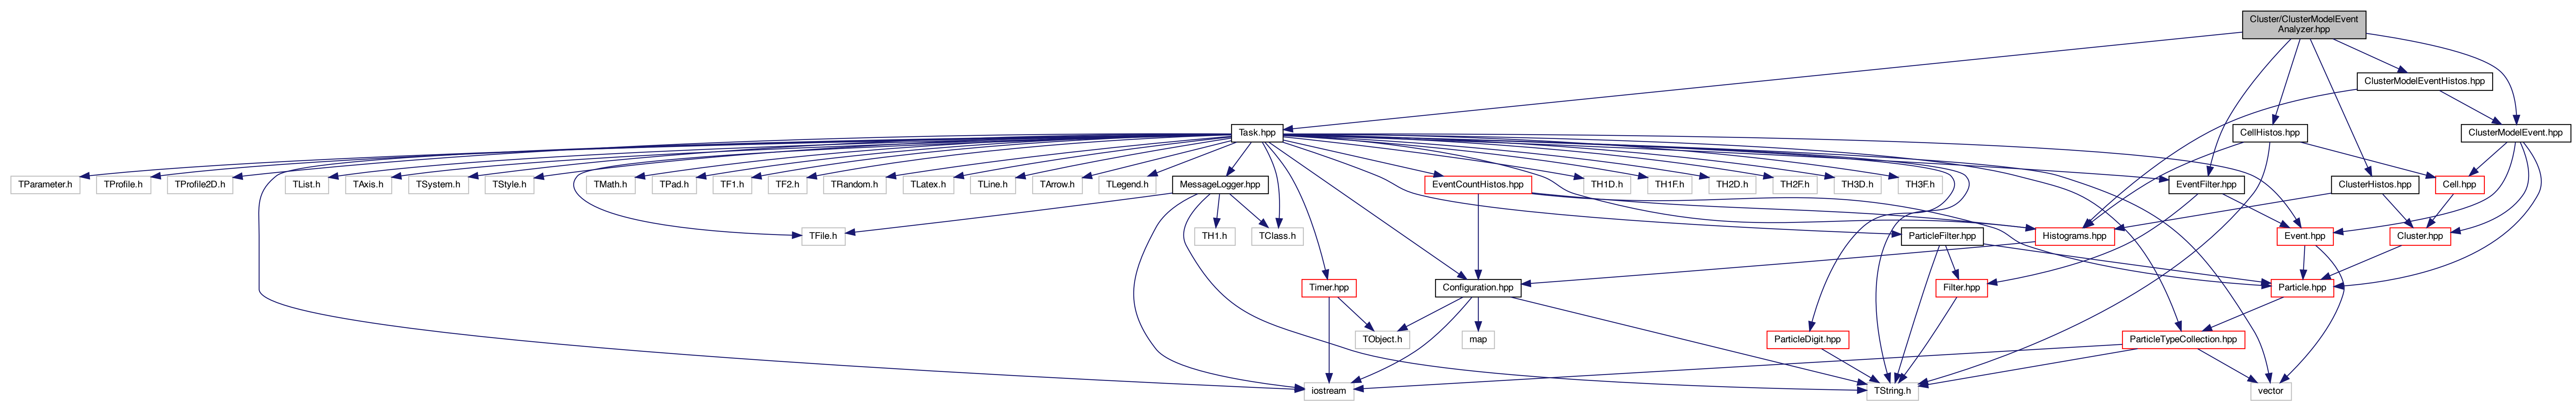 Cluster/ClusterModelEvent
Analyzer.hpp
ClusterModelEventHistos.hpp
Task.hpp
CellHistos.hpp
ClusterModelEvent.hpp
TParameter.h
TProfile.h
TProfile2D.h
TList.h
TAxis.h
TSystem.h
TStyle.h
TMath.h
TPad.h
TF1.h
TF2.h
TRandom.h
TLatex.h
TLine.h
TArrow.h
TLegend.h
MessageLogger.hpp
EventCountHistos.hpp
TH1D.h
TH1F.h
TH2D.h
TH2F.h
TH3D.h
TH3F.h
EventFilter.hpp
ClusterHistos.hpp
Cell.hpp
TFile.h
TH1.h
TClass.h
ParticleFilter.hpp
Histograms.hpp
Event.hpp
Cluster.hpp
Timer.hpp
Configuration.hpp
Filter.hpp
Particle.hpp
TObject.h
map
ParticleDigit.hpp
ParticleTypeCollection.hpp
iostream
TString.h
vector